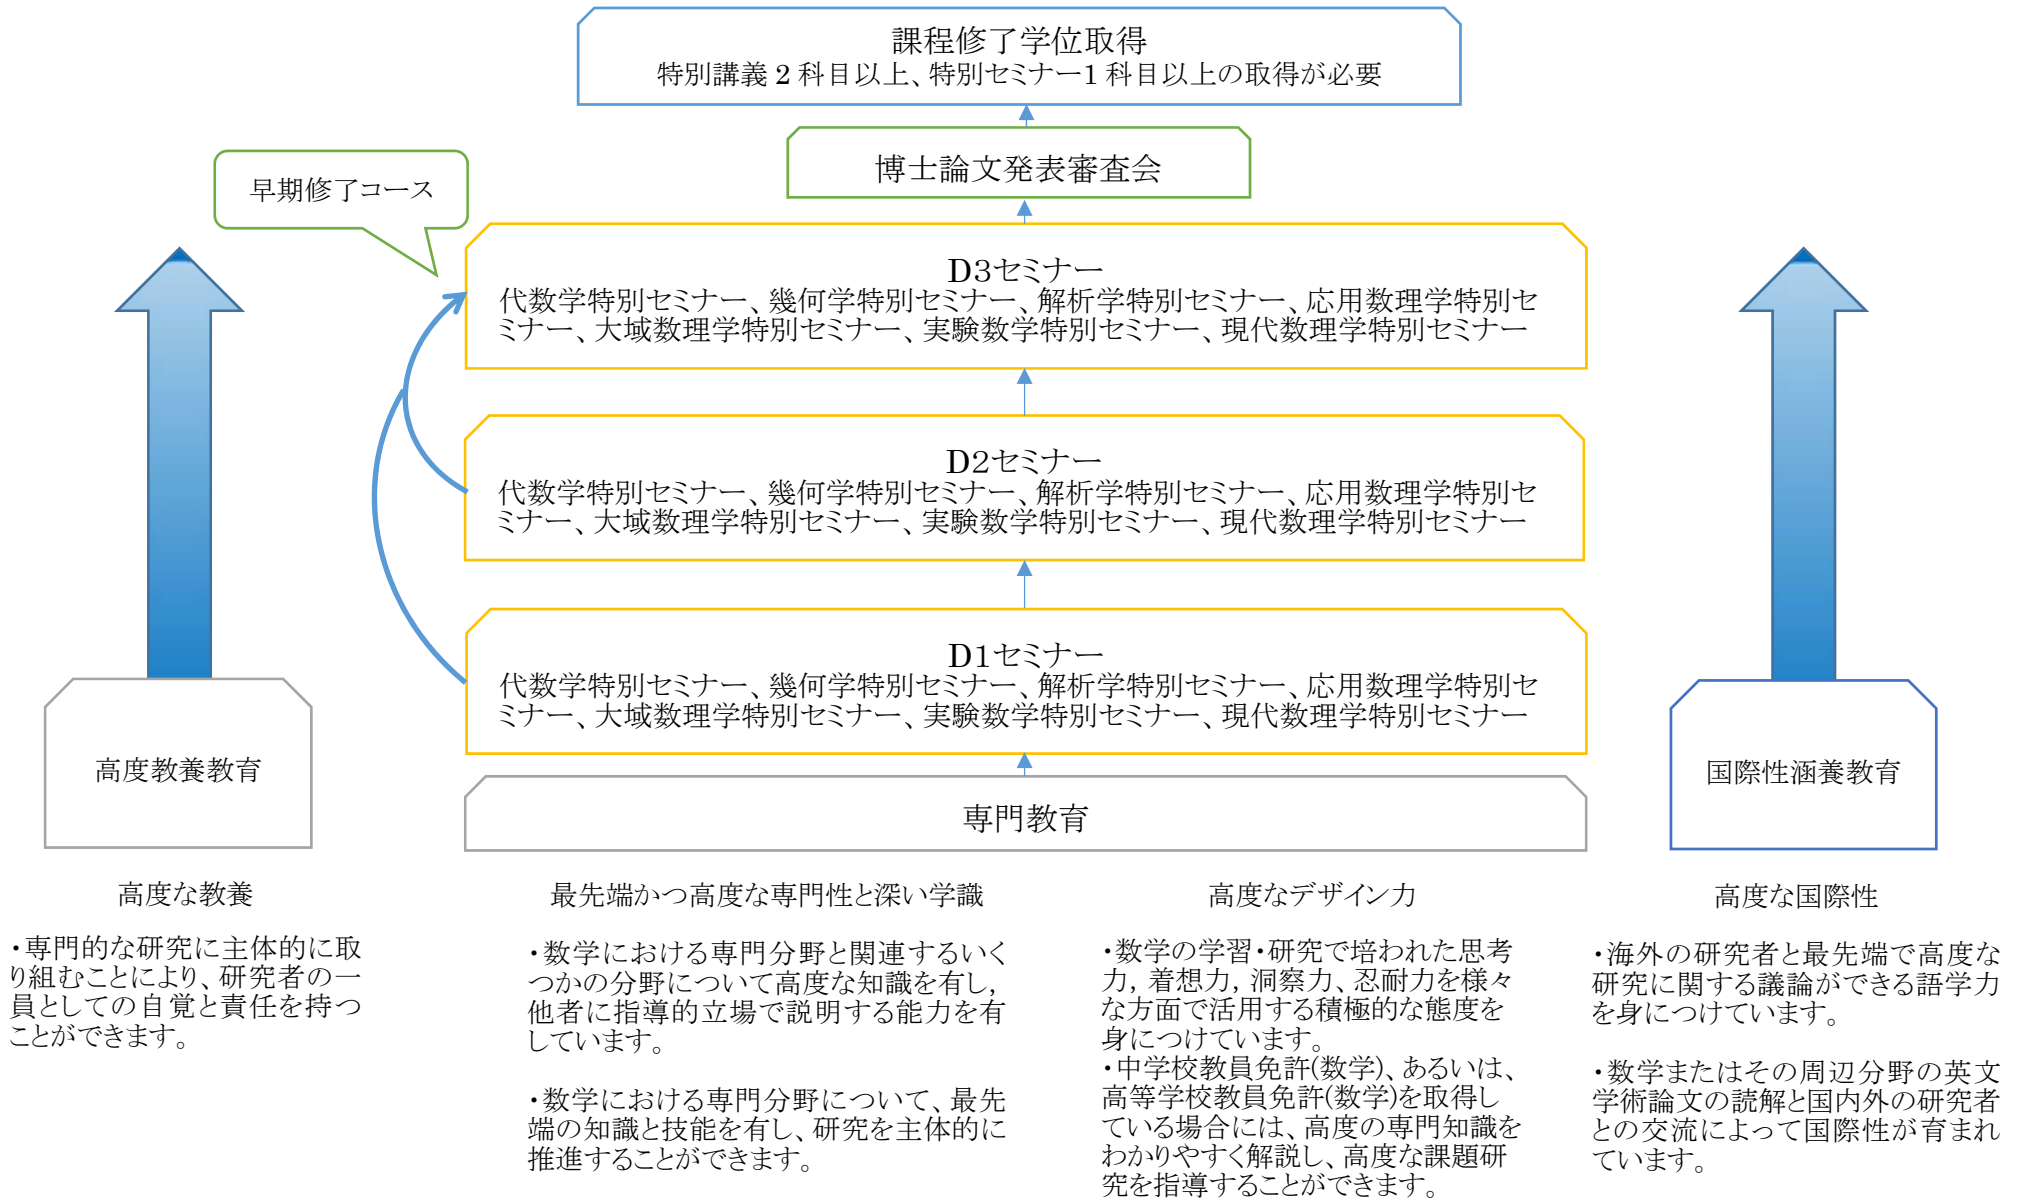 課程修了学位取得
特別講義 2 科目以上、特別セミナー1 科目以上の取得が必要
博士論文発表審査会
早期修了コース
D3セミナー
代数学特別セミナー、幾何学特別セミナー、解析学特別セミナー、応用数理学特別セ
ミナー、大域数理学特別セミナー、実験数学特別セミナー、現代数理学特別セミナー
D2セミナー
代数学特別セミナー、幾何学特別セミナー、解析学特別セミナー、応用数理学特別セ
ミナー、大域数理学特別セミナー、実験数学特別セミナー、現代数理学特別セミナー
D1セミナー
代数学特別セミナー、幾何学特別セミナー、解析学特別セミナー、応用数理学特別セ
ミナー、大域数理学特別セミナー、実験数学特別セミナー、現代数理学特別セミナー
高度教養教育
専門教育
国際性涵養教育
高度な教養
・専門的な研究に主体的に取
り組むことにより、研究者の一
員としての自覚と責任を持つ
ことができます。
最先端かつ高度な専門性と深い学識
・数学における専門分野と関連するいく
つかの分野について高度な知識を有し,
他者に指導的立場で説明する能力を有
しています。
・数学における専門分野について、最先
端の知識と技能を有し、研究を主体的に
推進することができます。
高度なデザイン力
・数学の学習・研究で培われた思考
力, 着想力, 洞察力、忍耐力を様々
な方面で活用する積極的な態度を
身につけています。
・中学校教員免許(数学)、あるいは、
高等学校教員免許(数学)を取得し
ている場合には、高度の専門知識を
わかりやすく解説し、高度な課題研
究を指導することができます。
高度な国際性
・海外の研究者と最先端で高度な
研究に関する議論ができる語学力
を身につけています。
・数学またはその周辺分野の英文
学術論文の読解と国内外の研究者
との交流によって国際性が育まれ
ています。